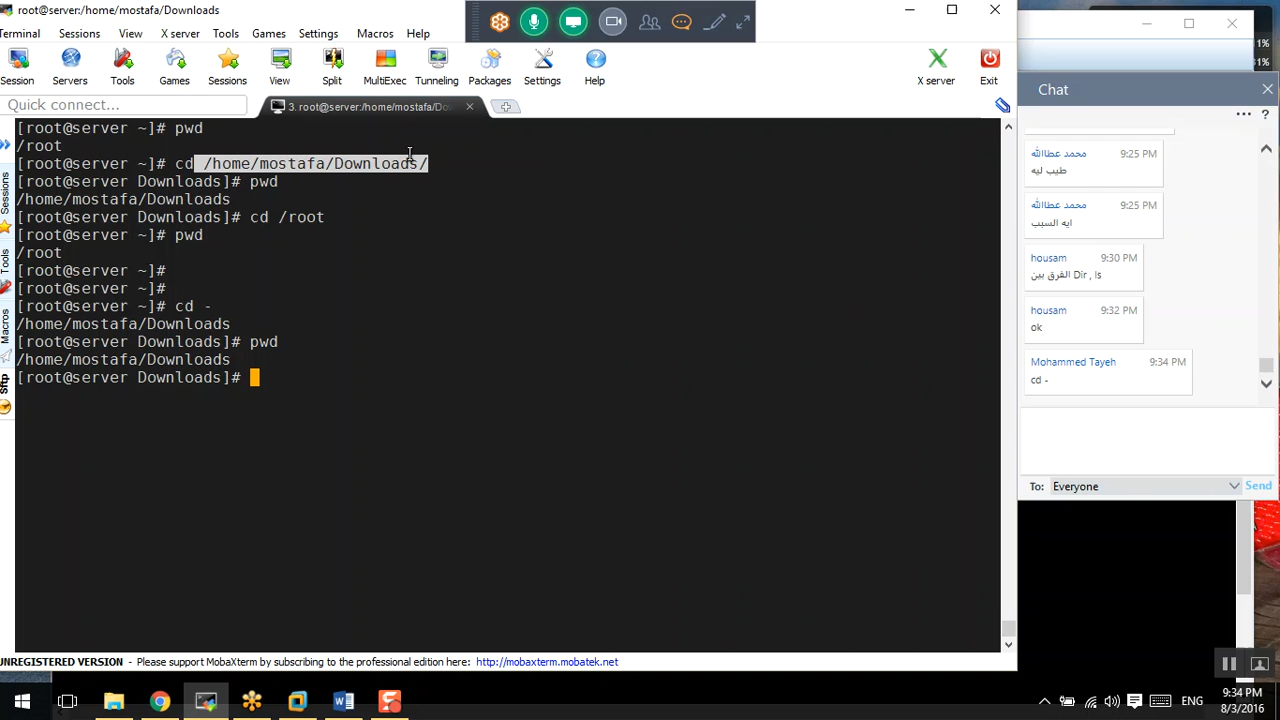 root@server:/home/mostafa/Downloads
Terminal Sessions View X server Tools Games Settings Macros Help
Session Servers Tools Games Sessions View Split MultiExec Tunneling Packages Settings Help X server Exit
Quick connect...
3. root@server:/home/mostafa/Do
[root@server ~]# pwd
/root
[root@server ~]# cd /home/mostafa/Downloads/
[root@server Downloads]# pwd
/home/mostafa/Downloads
[root@server Downloads]# cd /root
[root@server ~]# pwd
/root
[root@server ~]#
[root@server ~]#
[root@server ~]# cd -
/home/mostafa/Downloads
[root@server Downloads]# pwd
/home/mostafa/Downloads
[root@server Downloads]#
Sessions
Tools
Macros
Sftp
UNREGISTERED VERSION - Please support MobaXterm by subscribing to the professional edition here: http://mobaxterm.mobatek.net
1%
31%
Chat
... ?
محمد عطاالله 9:25 PM
طيب ليه
محمد عطاالله 9:25 PM
ايه السبب
housam 9:30 PM
الفرق بين Dir , ls
housam 9:32 PM
ok
Mohammed Tayeh 9:34 PM
cd -
To: Everyone Send
ENG
9:34 PM
8/3/2016